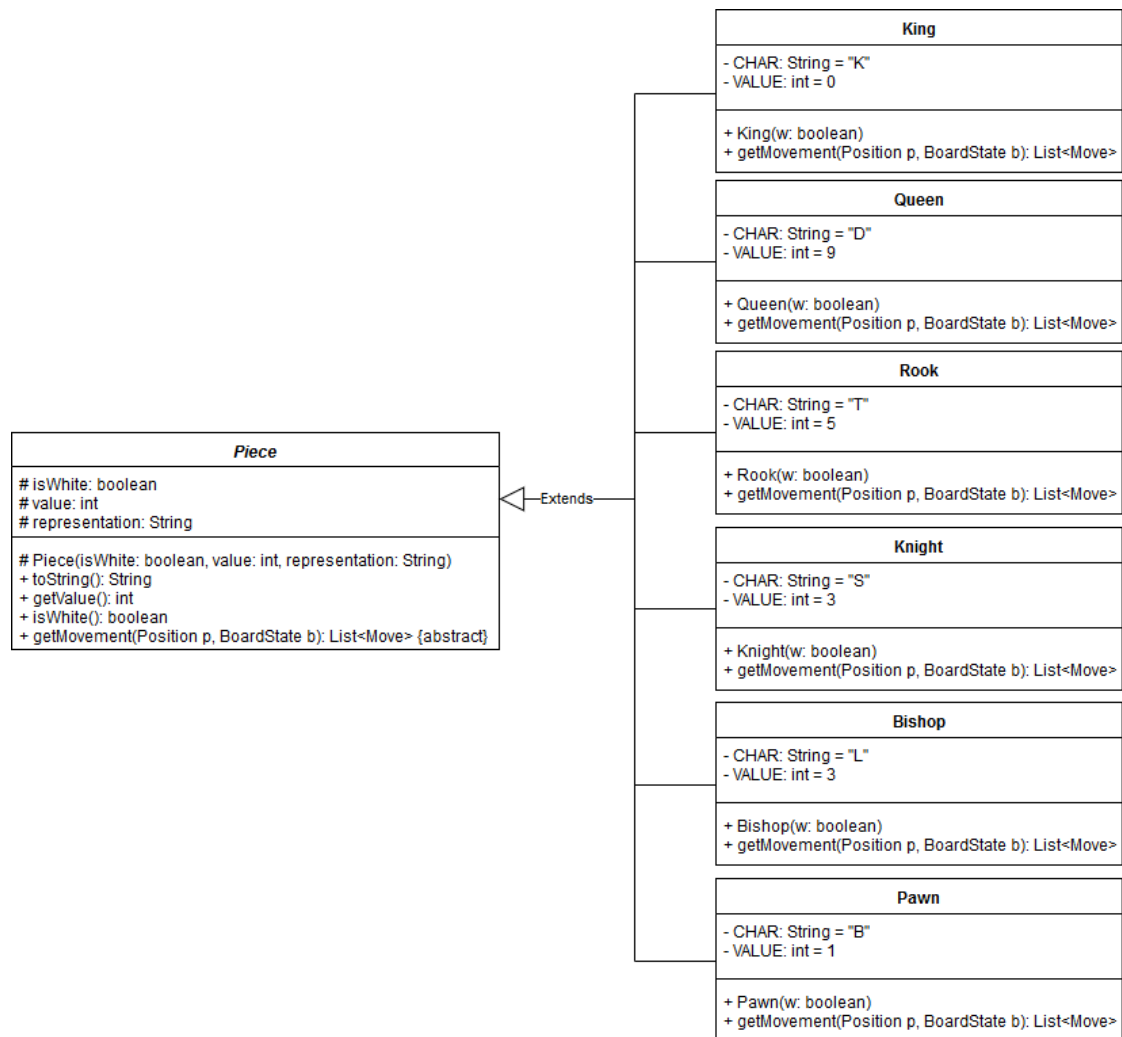 King
- CHAR: String = "K"
- VALUE: int = 0
+ King(w: boolean)
+ getMovement(Position p, BoardState b): List<Move>
Queen
- CHAR: String = "D"
- VALUE: int = 9
+ Queen(w: boolean)
+ getMovement(Position p, BoardState b): List<Move>
Rook
- CHAR: String = "T"
- VALUE: int = 5
+ Rook(w: boolean)
+ getMovement(Position p, BoardState b): List<Move>
Piece
# isWhite: boolean
# value: int
# representation: String
# Piece(isWhite: boolean, value: int, representation: String)
+ toString(): String
+ getValue(): int
+ isWhite(): boolean
+ getMovement(Position p, BoardState b): List<Move> {abstract}
Extends
Knight
- CHAR: String = "S"
- VALUE: int = 3
+ Knight(w: boolean)
+ getMovement(Position p, BoardState b): List<Move>
Bishop
- CHAR: String = "L"
- VALUE: int = 3
+ Bishop(w: boolean)
+ getMovement(Position p, BoardState b): List<Move>
Pawn
- CHAR: String = "B"
- VALUE: int = 1
+ Pawn(w: boolean)
+ getMovement(Position p, BoardState b): List<Move>